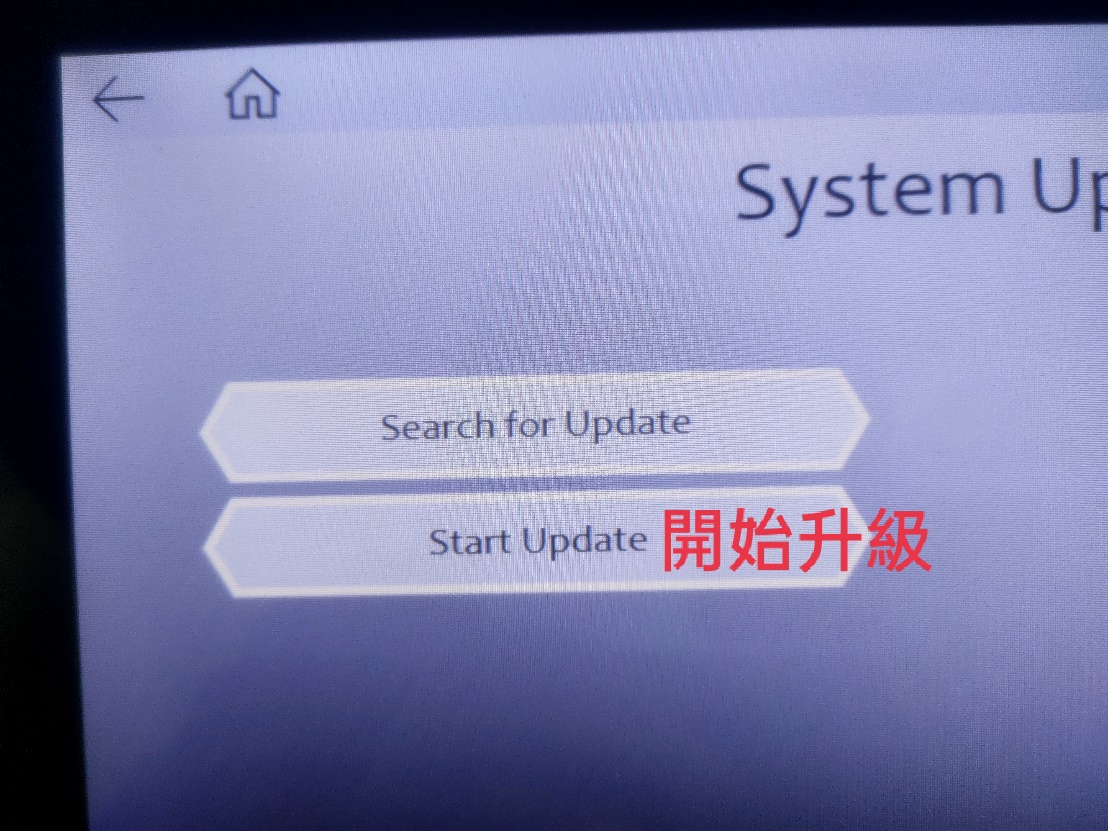 System Up
Search for Update
Start Update 開始升級